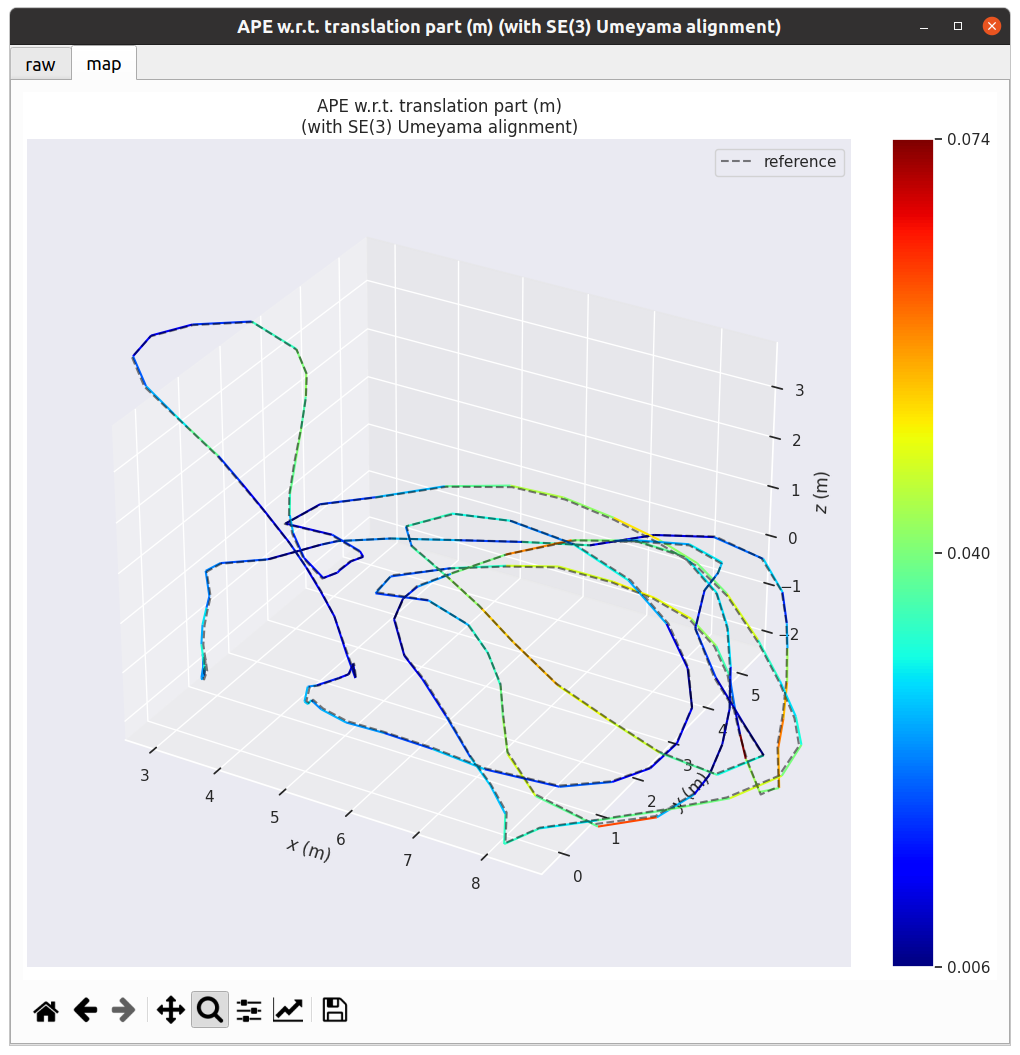 APE w.r.t. translation part (m) (with SE(3) Umeyama alignment)
raw
map
APE w.r.t. translation part (m)
(with SE(3) Umeyama alignment)
reference
0.074
0.040
0.006
3
2
1
0
−1
−2
z (m)
5
4
3
2
1
0
y (m)
3
4
5
6
7
8
x (m)